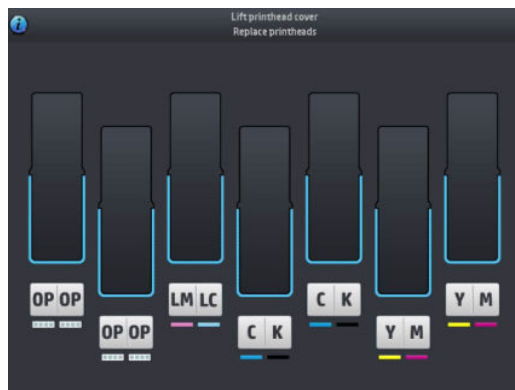 i
Lift printhead cover
Replace printheads
OP OP
OP OP
LM LC
C K
C K
Y M
Y M